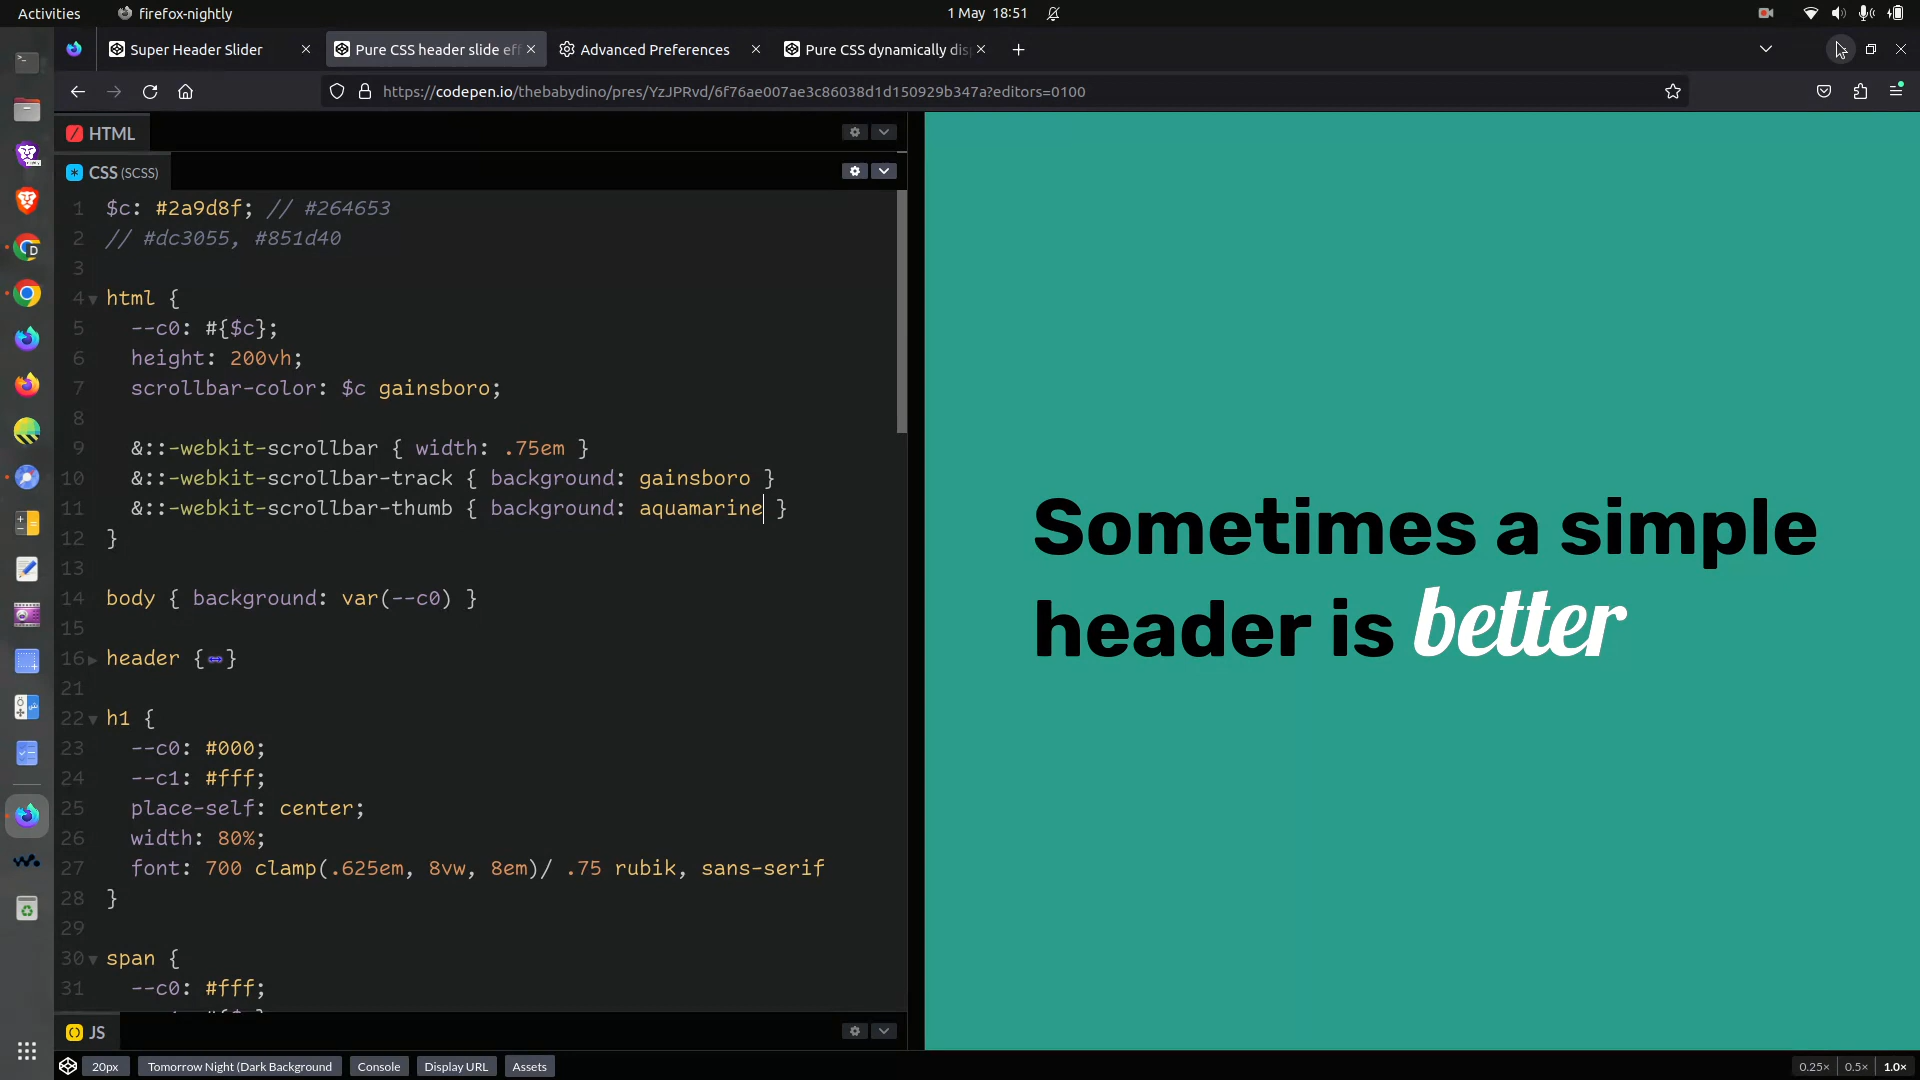 Activities
firefox-nightly
1 May 18:51
Super Header Slider
Pure CSS header slide eff
Advanced Preferences
Pure CSS dynamically dis
https://codepen.io/thebabydino/pres/YzJPRvd/6f76ae007ae3c86038d1d150929b347a?editors=0100
HTML
CSS (SCSS)
1 $c: #2a9d8f; // #264653
2 // #dc3055, #851d40
3
4 html {
5 --c0: #{$c};
6 height: 200vh;
7 scrollbar-color: $c gainsboro;
8
9 &::-webkit-scrollbar { width: .75em }
10 &::-webkit-scrollbar-track { background: gainsboro }
11 &::-webkit-scrollbar-thumb { background: aquamarine }
12 }
13
14 body { background: var(--c0) }
15
16 header {↔}
21
22 h1 {
23 --c0: #000;
24 --c1: #fff;
25 place-self: center;
26 width: 80%;
27 font: 700 clamp(.625em, 8vw, 8em)/ .75 rubik, sans-serif
28 }
29
30 span {
31 --c0: #fff;
JS
20px
Tomorrow Night (Dark Background
Console
Display URL
Assets
0.25×
0.5×
1.0×
Sometimes a simple
header is better